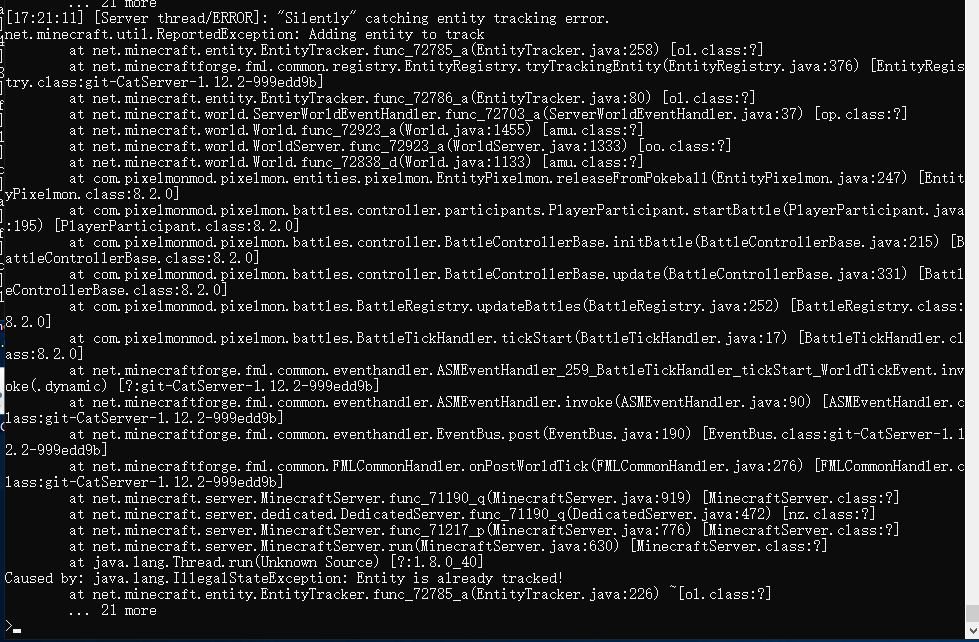 ... 21 more
[17:21:11] [Server thread/ERROR]: "Silently" catching entity tracking error.
net.minecraft.util.ReportedException: Adding entity to track
at net.minecraft.entity.EntityTracker.func_72785_a(EntityTracker.java:258) [ol.class:?]
at net.minecraftforge.fml.common.registry.EntityRegistry.tryTrackingEntity(EntityRegistry.java:376) [EntityRegis
try.class:git-CatServer-1.12.2-999edd9b]
at net.minecraft.entity.EntityTracker.func_72786_a(EntityTracker.java:80) [ol.class:?]
at net.minecraft.world.ServerWorldEventHandler.func_72703_a(ServerWorldEventHandler.java:37) [op.class:?]
at net.minecraft.world.World.func_72923_a(World.java:1455) [amu.class:?]
at net.minecraft.world.WorldServer.func_72923_a(WorldServer.java:1333) [oo.class:?]
at net.minecraft.world.World.func_72838_d(World.java:1133) [amu.class:?]
at com.pixelmonmod.pixelmon.entities.pixelmon.EntityPixelmon.releaseFromPokeball(EntityPixelmon.java:247) [Entit
yPixelmon.class:8.2.0]
at com.pixelmonmod.pixelmon.battles.controller.participants.PlayerParticipant.startBattle(PlayerParticipant.java
:195) [PlayerParticipant.class:8.2.0]
at com.pixelmonmod.pixelmon.battles.controller.BattleControllerBase.initBattle(BattleControllerBase.java:215) [B
attleControllerBase.class:8.2.0]
at com.pixelmonmod.pixelmon.battles.controller.BattleControllerBase.update(BattleControllerBase.java:331) [Battl
eControllerBase.class:8.2.0]
at com.pixelmonmod.pixelmon.battles.BattleRegistry.updateBattles(BattleRegistry.java:252) [BattleRegistry.class:
8.2.0]
at com.pixelmonmod.pixelmon.battles.BattleTickHandler.tickStart(BattleTickHandler.java:17) [BattleTickHandler.cl
ass:8.2.0]
at net.minecraftforge.fml.common.eventhandler.ASMEventHandler_259_BattleTickHandler_tickStart_WorldTickEvent.inv
oke(.dynamic) [?:git-CatServer-1.12.2-999edd9b]
at net.minecraftforge.fml.common.eventhandler.ASMEventHandler.invoke(ASMEventHandler.java:90) [ASMEventHandler.c
lass:git-CatServer-1.12.2-999edd9b]
at net.minecraftforge.fml.common.eventhandler.EventBus.post(EventBus.java:190) [EventBus.class:git-CatServer-1.1
2.2-999edd9b]
at net.minecraftforge.fml.common.FMLCommonHandler.onPostWorldTick(FMLCommonHandler.java:276) [FMLCommonHandler.c
lass:git-CatServer-1.12.2-999edd9b]
at net.minecraft.server.MinecraftServer.func_71190_q(MinecraftServer.java:919) [MinecraftServer.class:?]
at net.minecraft.server.dedicated.DedicatedServer.func_71190_q(DedicatedServer.java:472) [nz.class:?]
at net.minecraft.server.MinecraftServer.func_71217_p(MinecraftServer.java:776) [MinecraftServer.class:?]
at net.minecraft.server.MinecraftServer.run(MinecraftServer.java:630) [MinecraftServer.class:?]
at java.lang.Thread.run(Unknown Source) [?:1.8.0_40]
Caused by: java.lang.IllegalStateException: Entity is already tracked!
at net.minecraft.entity.EntityTracker.func_72785_a(EntityTracker.java:226) ~[ol.class:?]
... 21 more
>